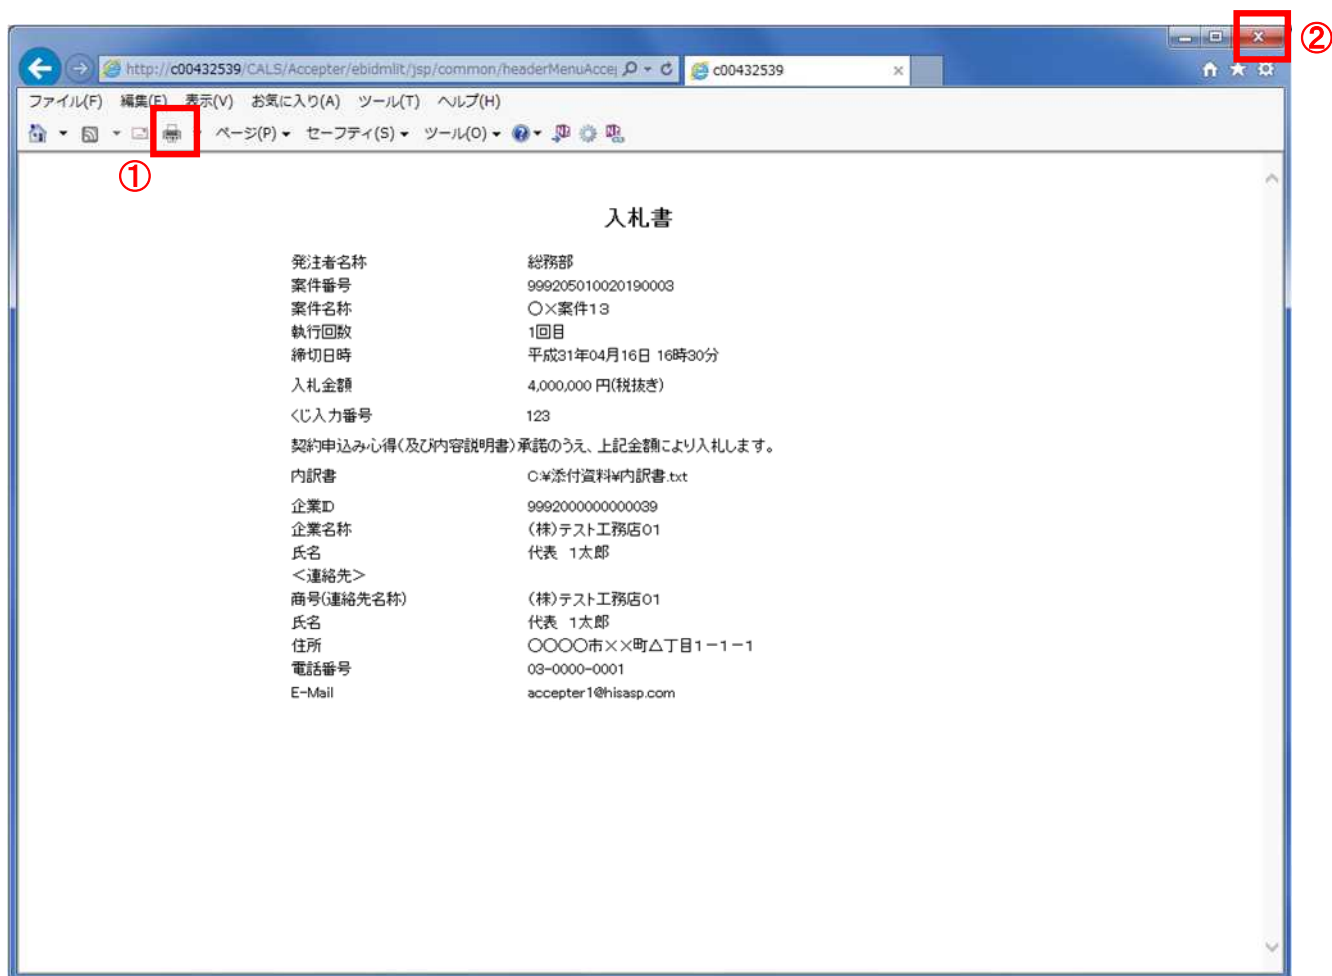 ②
http://c00432539/CALS/Accepter/ebidmlit/jsp/common/headerMenuAccej
c00432539
ファイル(F) 編集(E) 表示(V) お気に入り(A) ツール(T) ヘルプ(H)
ページ(P) セーフティ(S) ツール(O)
①
入札書
発注者名称 総務部
案件番号 999205010020190003
案件名称 〇×案件13
執行回数 1回目
締切日時 平成31年04月16日 16時30分
入札金額 4,000,000 円(税抜き)
くじ入力番号 123
契約申込み心得(及び内容説明書)承諾のうえ、上記金額により入札します。
内訳書 C:¥添付資料¥内訳書.txt
企業ID 9992000000000039
企業名称 (株)テスト工務店01
氏名 代表 1太郎
<連絡先>
商号(連絡先名称) (株)テスト工務店01
氏名 代表 1太郎
住所 〇〇〇〇市××町△丁目1-1-1
電話番号 03-0000-0001
E-Mail accepter1@hisasp.com